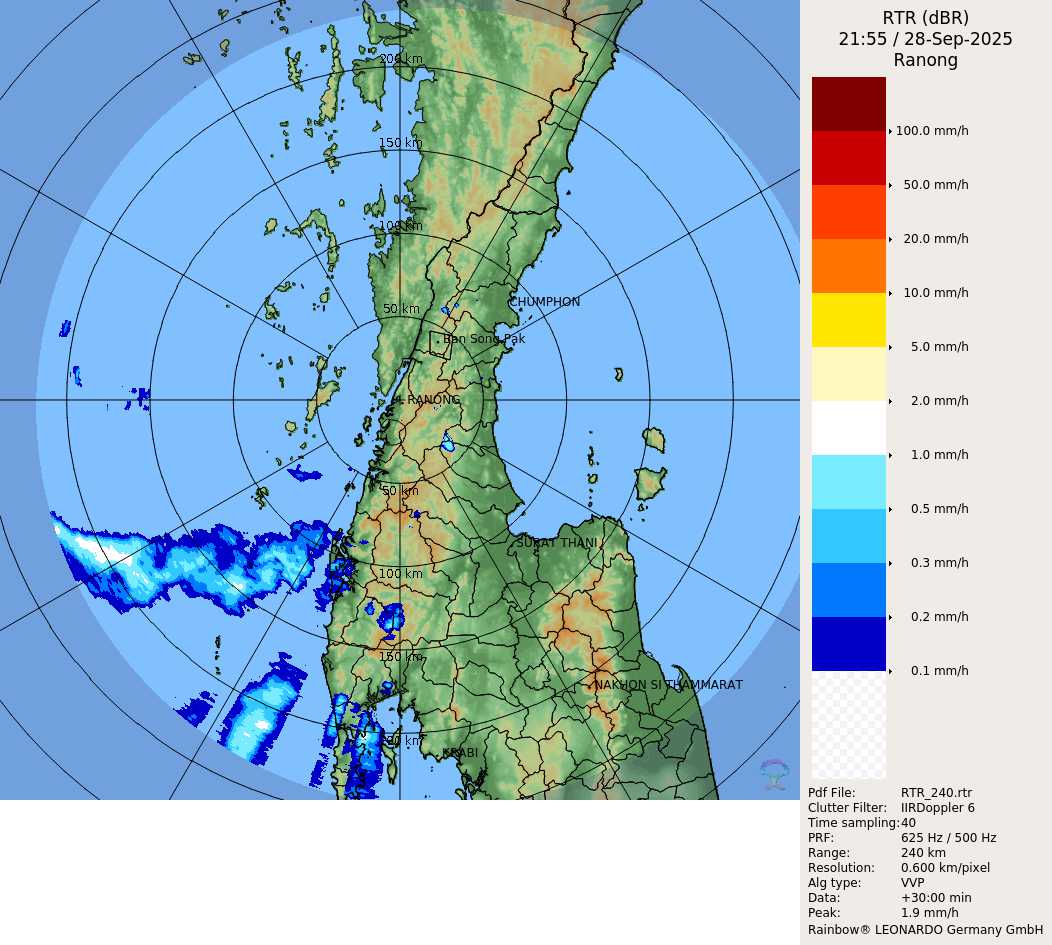 RTR (dBR)
21:55 / 28-Sep-2025
Ranong
100.0 mm/h
50.0 mm/h
20.0 mm/h
10.0 mm/h
5.0 mm/h
2.0 mm/h
1.0 mm/h
0.5 mm/h
0.3 mm/h
0.2 mm/h
0.1 mm/h
Pdf File: RTR_240.rtr
Clutter Filter: IIRDoppler 6
Time sampling: 40
PRF: 625 Hz / 500 Hz
Range: 240 km
Resolution: 0.600 km/pixel
Alg type: VVP
Data: +30:00 min
Peak: 1.9 mm/h
Rainbow® LEONARDO Germany GmbH
200 km
150 km
100 km
50 km
CHUMPHON
Ban Song Pak
RANONG
50 km
SURAT THANI
100 km
150 km
NAKHON SI THAMMARAT
200 km
KRABI